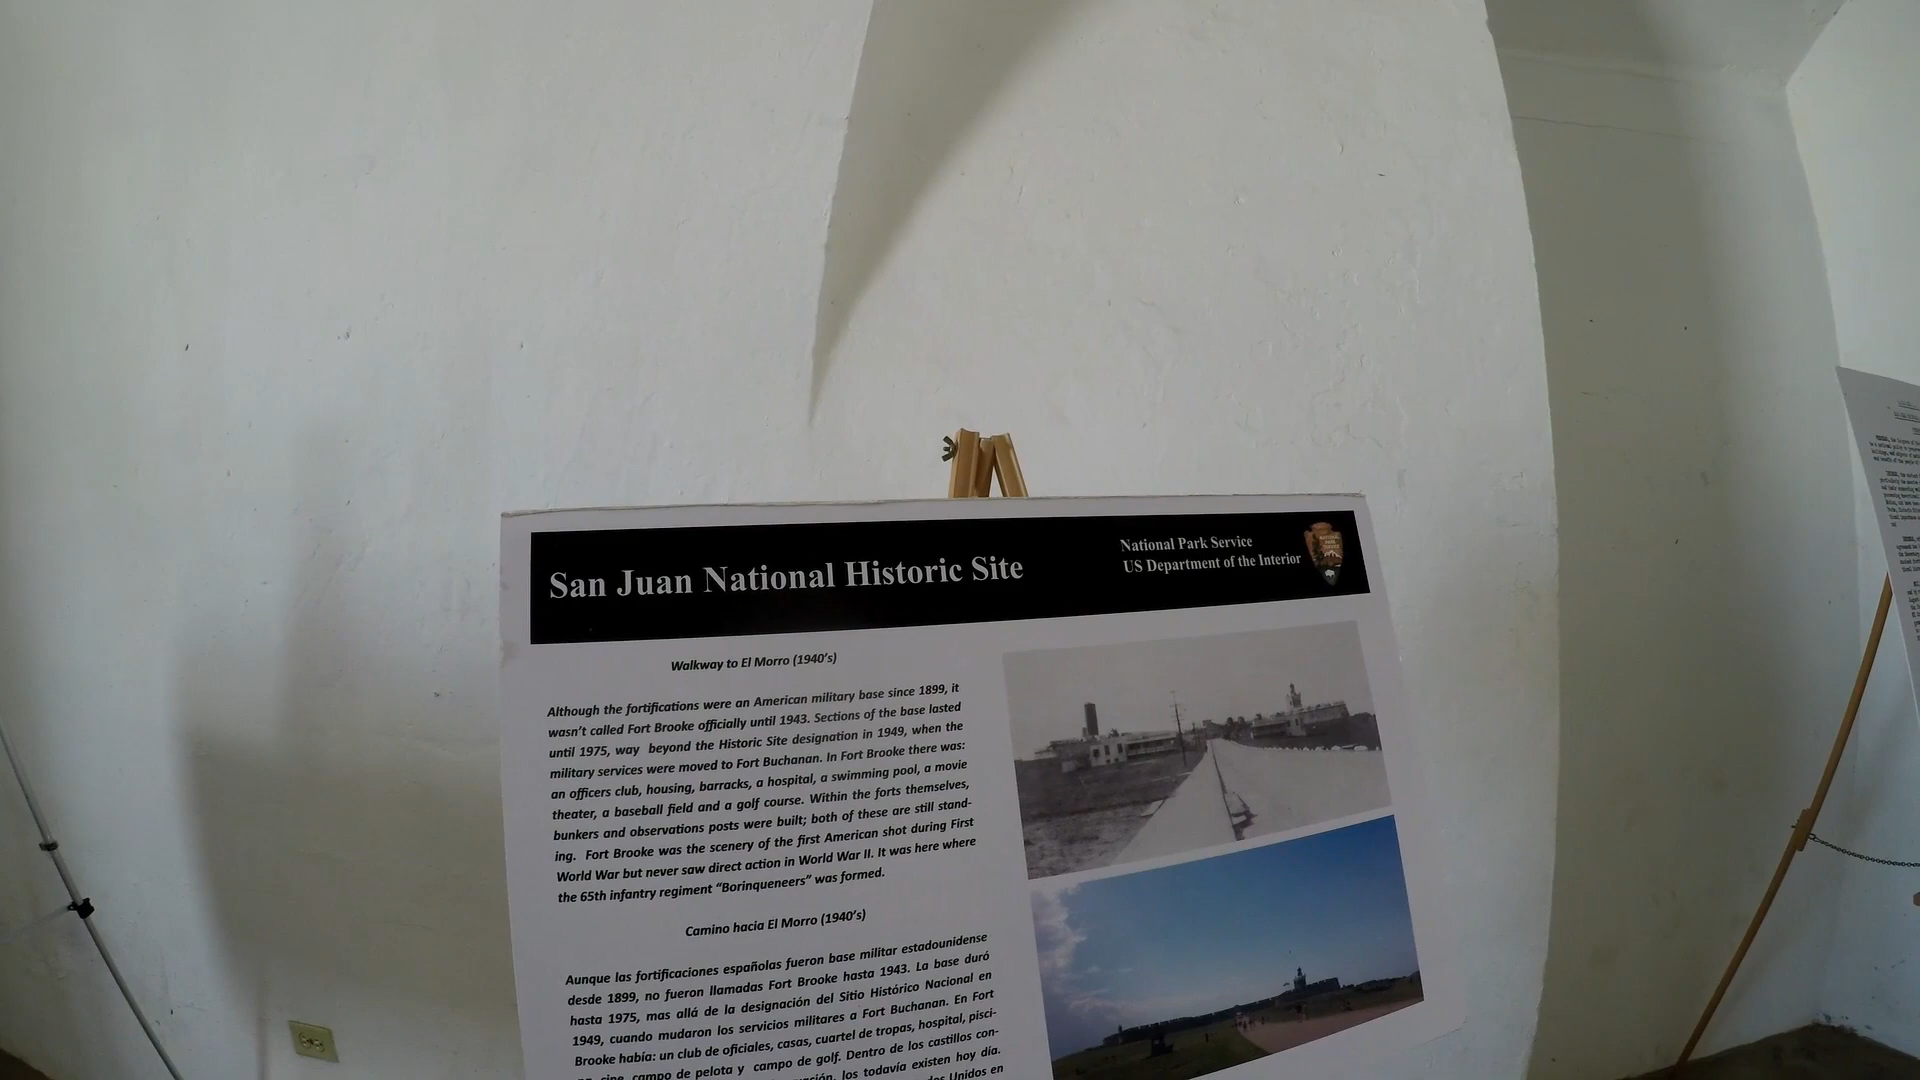 San Juan National Historic Site
National Park Service
US Department of the Interior
Walkway to El Morro (1940's)
Although the fortifications were an American military base since 1899, it
wasn't called Fort Brooke officially until 1943. Sections of the base lasted
until 1975, way beyond the Historic Site designation in 1949, when the
military services were moved to Fort Buchanan. In Fort Brooke there was:
an officers club, housing, barracks, a hospital, a swimming pool, a movie
theater, a baseball field and a golf course. Within the forts themselves,
bunkers and observations posts were built; both of these are still stand-
ing. Fort Brooke was the scenery of the first American shot during First
World War but never saw direct action in World War II. It was here where
the 65th infantry regiment "Borinqueneers" was formed.
Camino hacia El Morro (1940's)
Aunque las fortificaciones españolas fueron base militar estadounidense
desde 1899, no fueron llamadas Fort Brooke hasta 1943. La base duró
hasta 1975, mas allá de la designación del Sitio Histórico Nacional en
1949, cuando mudaron los servicios militares a Fort Buchanan. En Fort
Brooke había: un club de oficiales, casas, cuartel de tropas, hospital, pisci-
cine, campo de pelota y campo de golf. Dentro de los castillos con-
los todavía existen hoy día.
Unidos en